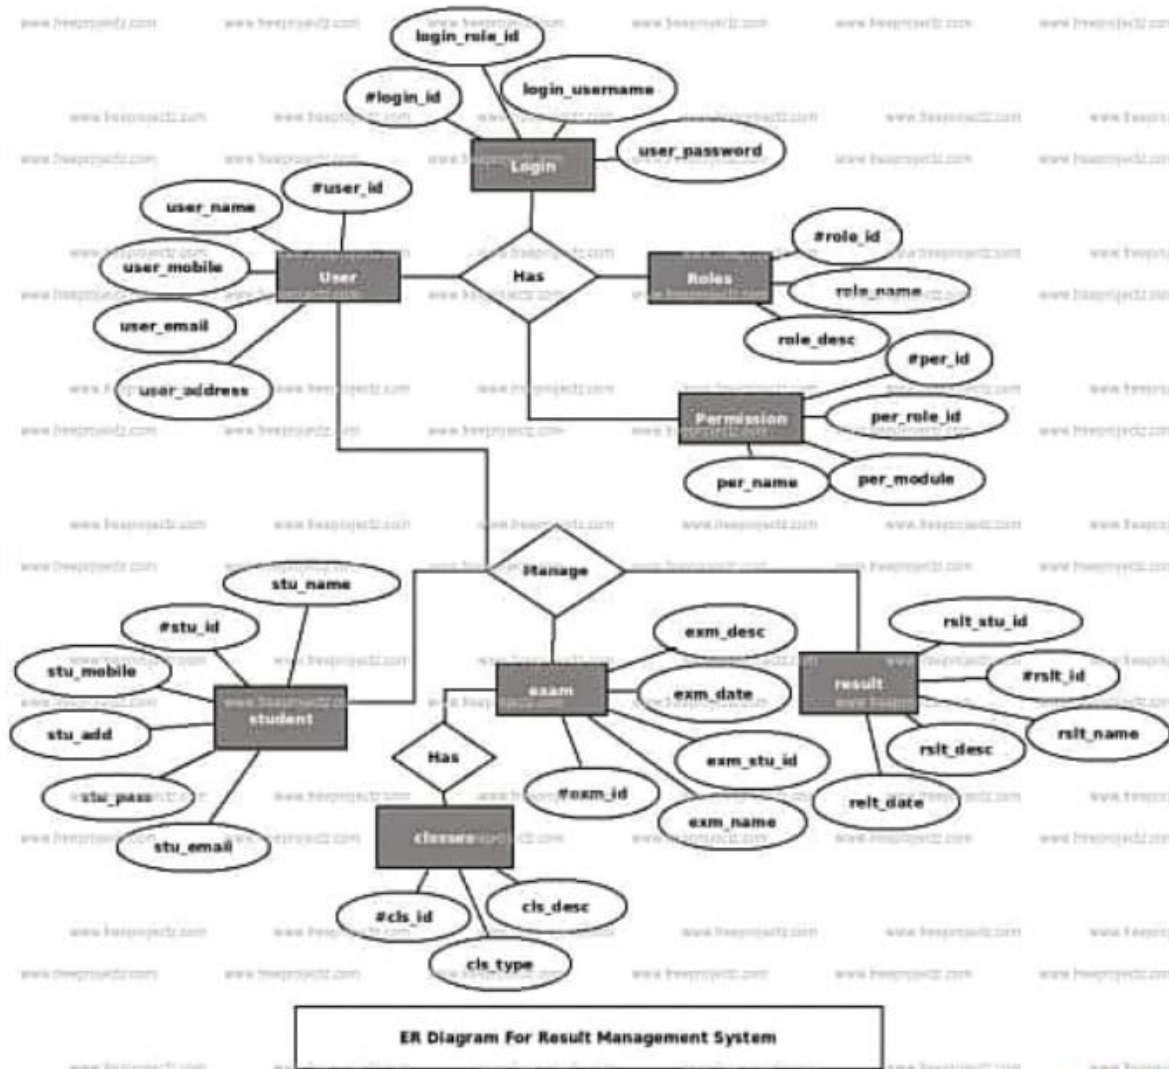 login_role_id
#login_id
login_username
user_password
Login
#user_id
user_name
user_mobile
user_email
user_address
User
Has
Roles
#role_id
role_name
role_desc
#per_id
per_role_id
Permission
per_name
per_module
Manage
stu_name
#stu_id
stu_mobile
stu_add
stu_pass
stu_email
student
exam
exm_desc
exm_date
exm_stu_id
#exm_id
exm_name
result
rslt_stu_id
#rslt_id
rslt_name
rslt_desc
relt_date
Has
classes
#cls_id
cls_desc
cls_type
ER Diagram For Result Management System